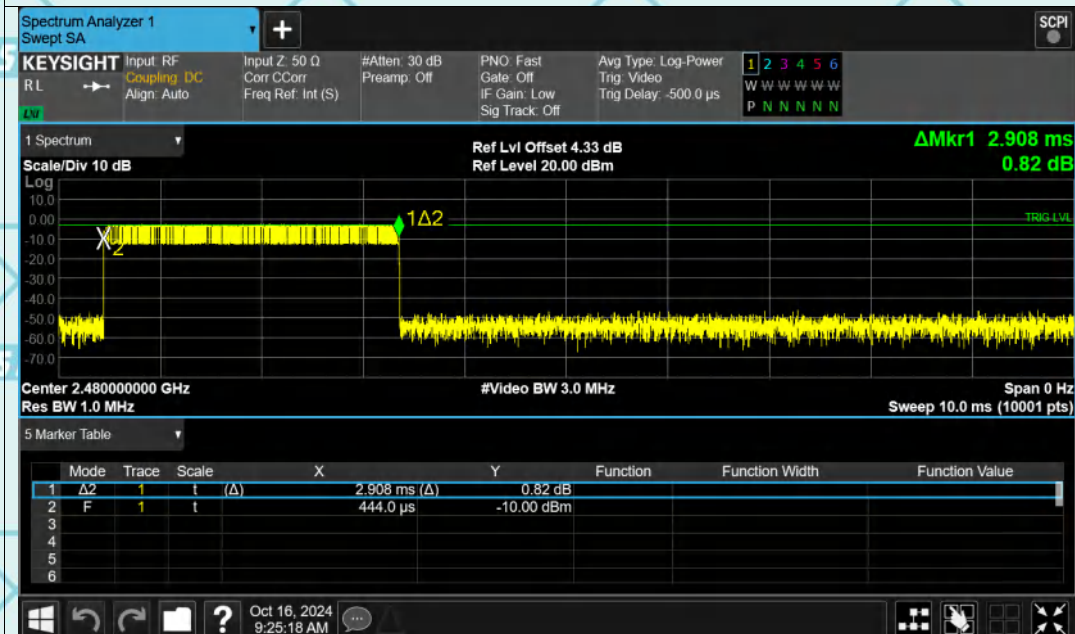 Spectrum Analyzer 1
Swept SA
+
SCPI
KEYSIGHT
RL
LXI
Input: RF
Coupling: DC
Align: Auto
Input Z: 50 Ω
Corr CCorr
Freq Ref: Int (S)
#Atten: 30 dB
Preamp: Off
PNO: Fast
Gate: Off
IF Gain: Low
Sig Track: Off
Avg Type: Log-Power
Trig: Video
Trig Delay: -500.0 µs
1 2 3 4 5 6
W W W W W W
P N N N N N
1 Spectrum
Scale/Div 10 dB
Ref Lvl Offset 4.33 dB
Ref Level 20.00 dBm
ΔMkr1 2.908 ms
0.82 dB
Log
10.0
0.00
-10.0
-20.0
-30.0
-40.0
-50.0
-60.0
-70.0
1Δ2
TRIG LVL
X2
Center 2.480000000 GHz
Res BW 1.0 MHz
#Video BW 3.0 MHz
Span 0 Hz
Sweep 10.0 ms (10001 pts)
5 Marker Table
Mode Trace Scale X Y Function Function Width Function Value
1 Δ2 1 t (Δ) 2.908 ms (Δ) 0.82 dB
2 F 1 t 444.0 µs -10.00 dBm
3
4
5
6
?
Oct 16, 2024
9:25:18 AM